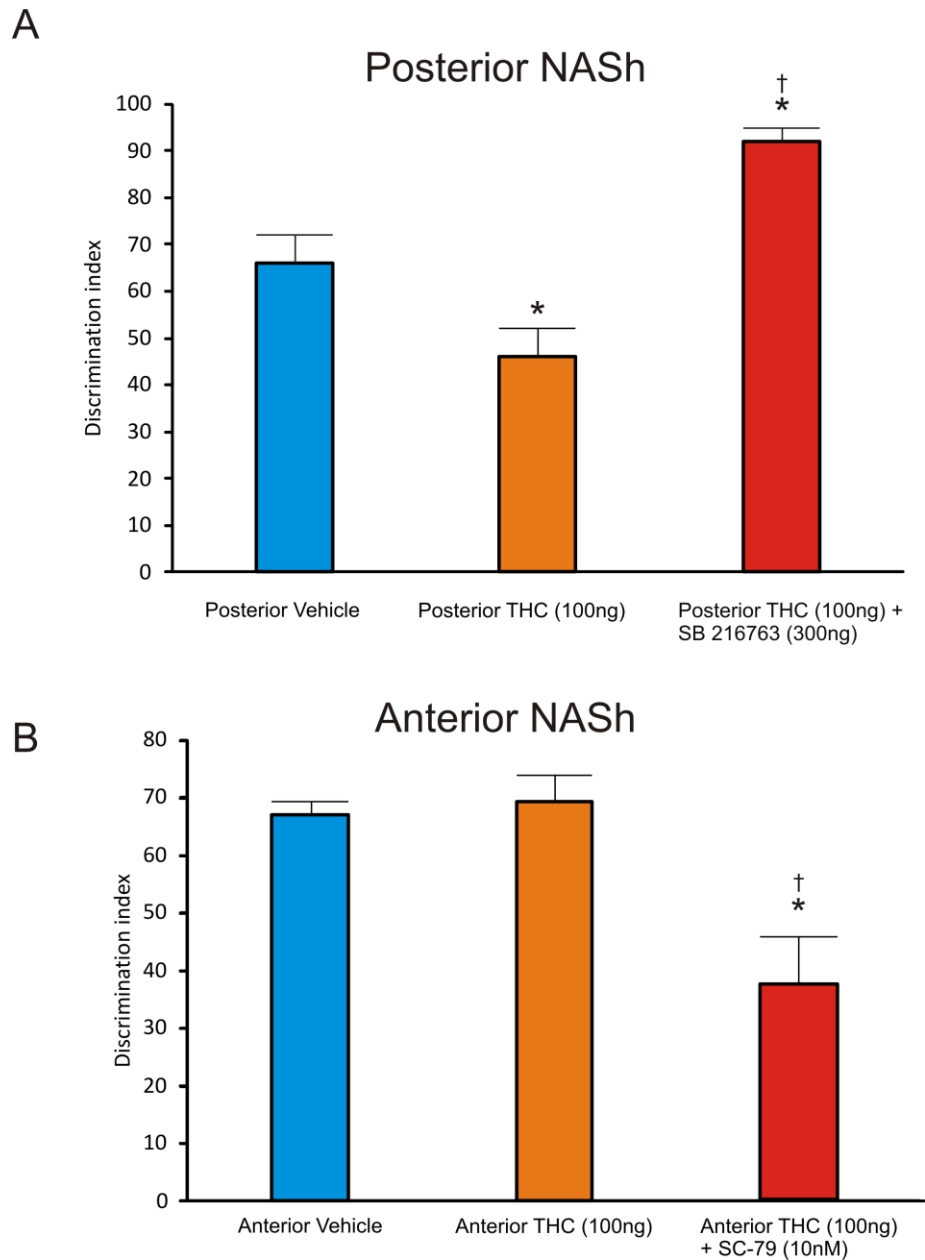 A
Posterior NASh
†
*
*
100
90
80
70
60
50
40
30
20
10
0
Discrimination index
Posterior Vehicle
Posterior THC (100ng)
Posterior THC (100ng) +
SB 216763 (300ng)
B
Anterior NASh
†
*
80
70
60
50
40
30
20
10
0
Discrimination index
Anterior Vehicle
Anterior THC (100ng)
Anterior THC (100ng)
+ SC-79 (10nM)